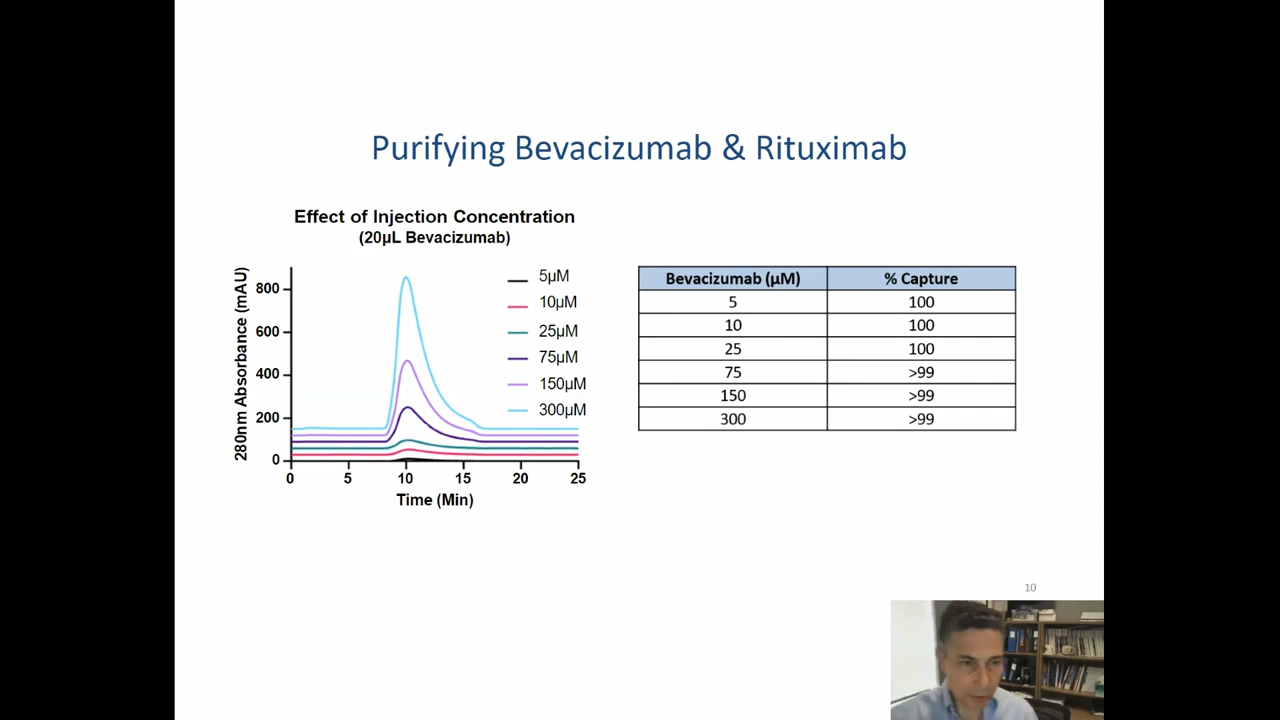 Purifying Bevacizumab & Rituximab
Effect of Injection Concentration
(20µL Bevacizumab)
280nm Absorbance (mAU)
800
600
400
200
0
0 5 10 15 20 25
Time (Min)
5µM
10µM
25µM
75µM
150µM
300µM
Bevacizumab (µM) % Capture
5 100
10 100
25 100
75 >99
150 >99
300 >99
10